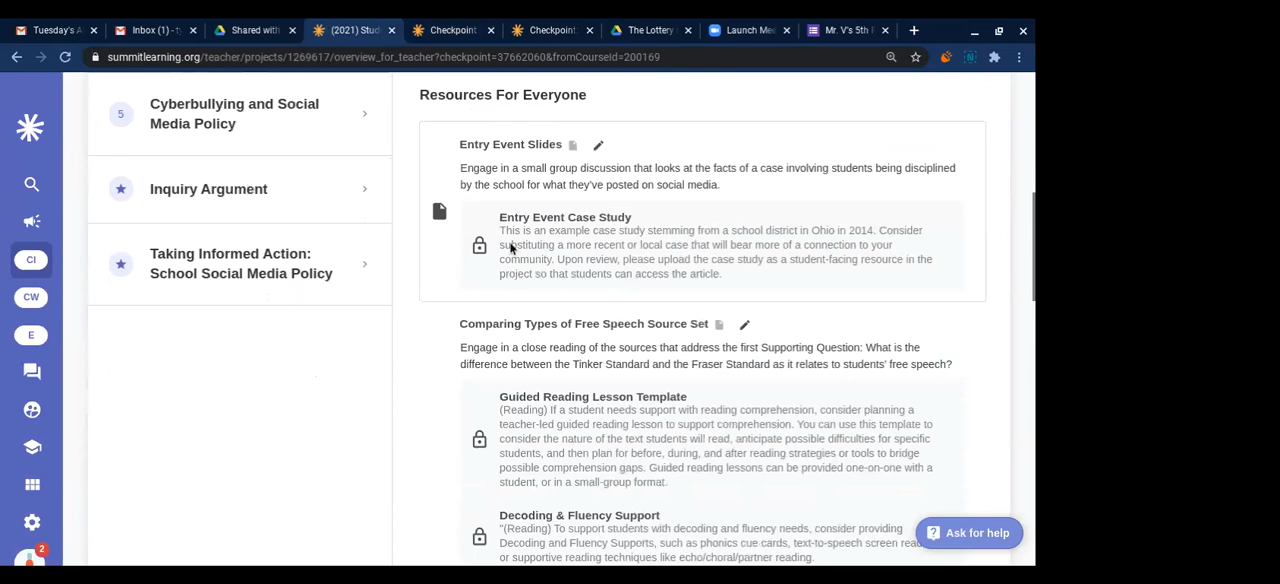 Tuesday's A
Inbox (1) - ty
Shared with
(2021) Stud
Checkpoint
Checkpoint
The Lottery
Launch Mee
Mr. V's 5th P
summitlearning.org/teacher/projects/1269617/overview_for_teacher?checkpoint=37662060&fromCourseId=200169
CI
CW
E
2
5
Cyberbullying and Social
Media Policy
Inquiry Argument
Taking Informed Action:
School Social Media Policy
Resources For Everyone
Entry Event Slides
Engage in a small group discussion that looks at the facts of a case involving students being disciplined
by the school for what they've posted on social media.
Entry Event Case Study
This is an example case study stemming from a school district in Ohio in 2014. Consider
substituting a more recent or local case that will bear more of a connection to your
community. Upon review, please upload the case study as a student-facing resource in the
project so that students can access the article.
Comparing Types of Free Speech Source Set
Engage in a close reading of the sources that address the first Supporting Question: What is the
difference between the Tinker Standard and the Fraser Standard as it relates to students' free speech?
Guided Reading Lesson Template
(Reading) If a student needs support with reading comprehension, consider planning a
teacher-led guided reading lesson to support comprehension. You can use this template to
consider the nature of the text students will read, anticipate possible difficulties for specific
students, and then plan for before, during, and after reading strategies or tools to bridge
possible comprehension gaps. Guided reading lessons can be provided one-on-one with a
student, or in a small-group format.
Decoding & Fluency Support
"(Reading) To support students with decoding and fluency needs, consider providing
Decoding and Fluency Supports, such as phonics cue cards, text-to-speech screen read
or supportive reading techniques like echo/choral/partner reading.
Ask for help